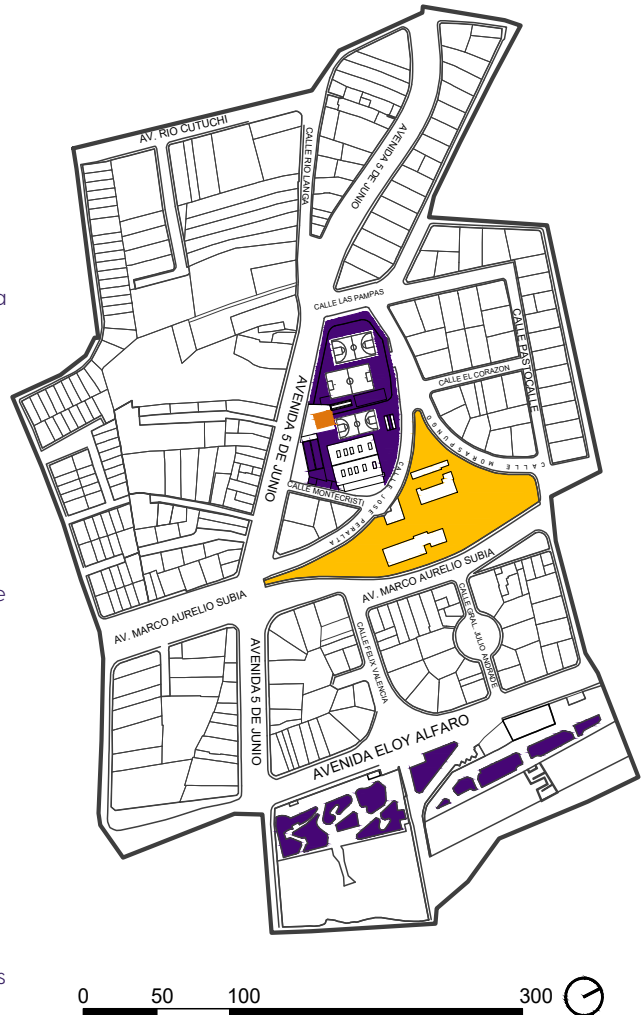 AV. RIO CUTUCHI
CALLE RIO LANGA
AVENIDA 5 DE JUNIO
a
CALLE LAS PAMPAS
CALLE PASTOCALLE
CALLE EL CORAZON
AVENIDA 5 DE JUNIO
CALLE MORASPUNGO
CALLE MONTECRISTI
CALLE JOSE PERALTA
e
AV. MARCO AURELIO SUBIA
AV. MARCO AURELIO SUBIA
CALLE GRAL. JULIO ANDRADE
CALLE FELIX VALENCIA
AVENIDA 5 DE JUNIO
AVENIDA ELOY ALFARO
s
0 50 100 300